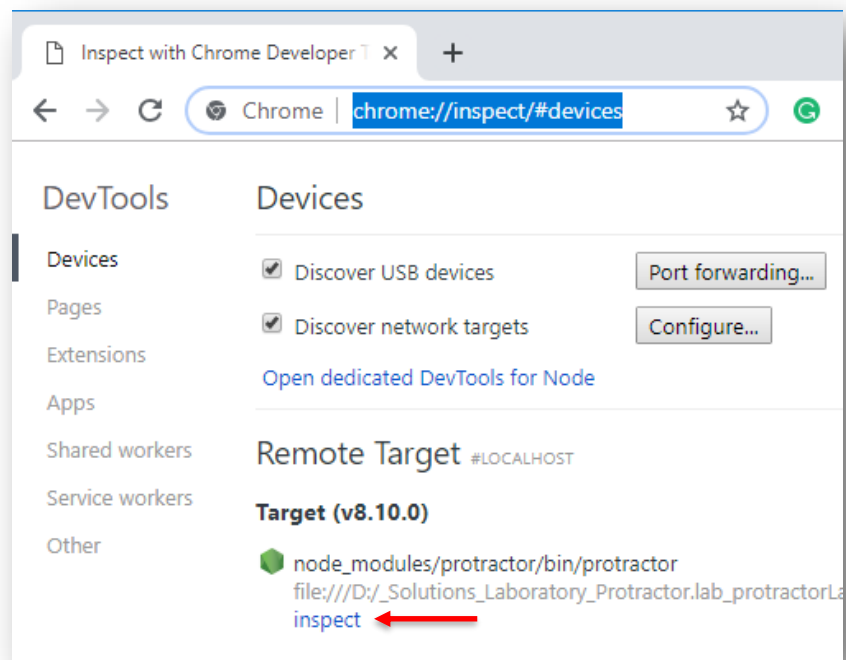 Inspect with Chrome Developer T
Chrome | chrome://inspect/#devices
DevTools
Devices
Devices
Discover USB devices
Port forwarding...
Pages
Discover network targets
Configure...
Extensions
Open dedicated DevTools for Node
Apps
Shared workers
Remote Target #LOCALHOST
Service workers
Target (v8.10.0)
Other
node_modules/protractor/bin/protractor
file:///D:/_Solutions_Laboratory_Protractor.lab_protractorLa
inspect